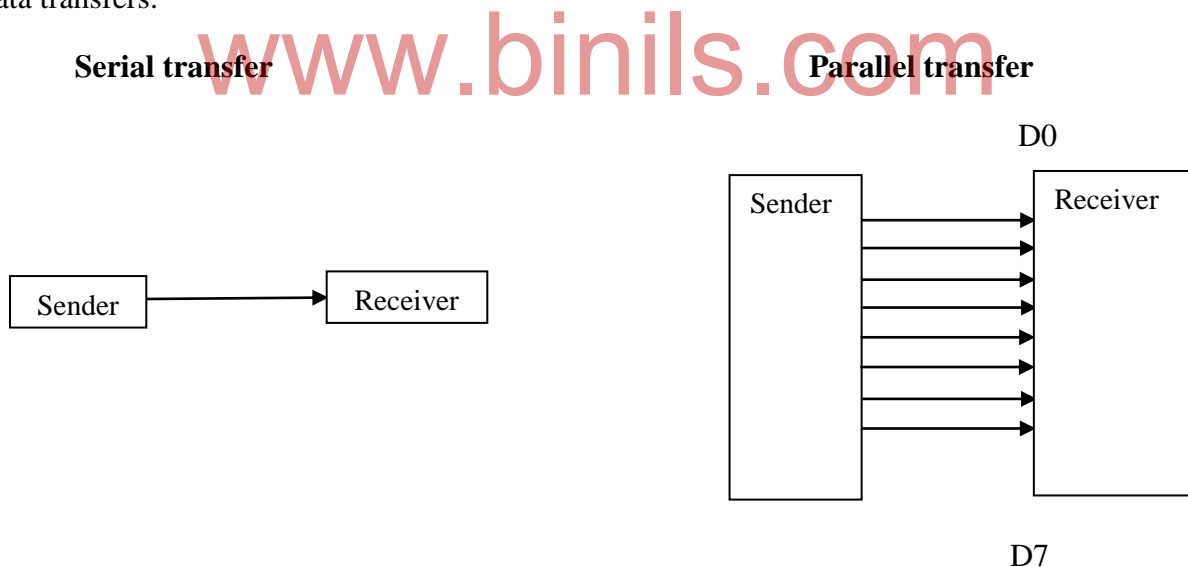 ata transfers.
www.binils.com
Serial transfer Parallel transfer
D0
Sender Receiver
Sender Receiver
D7